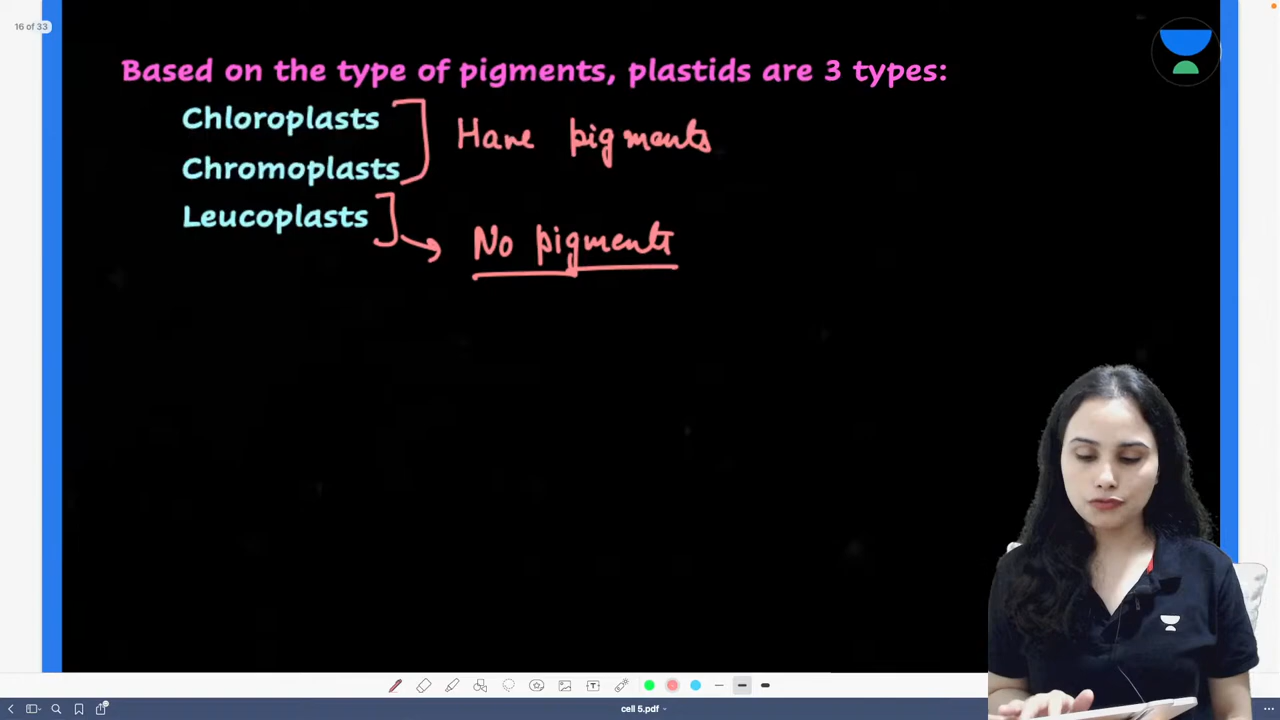 16 of 33
Based on the type of pigments, plastids are 3 types:
Chloroplasts
Chromoplasts
Have pigments
Leucoplasts
No pigments
cell 5.pdf